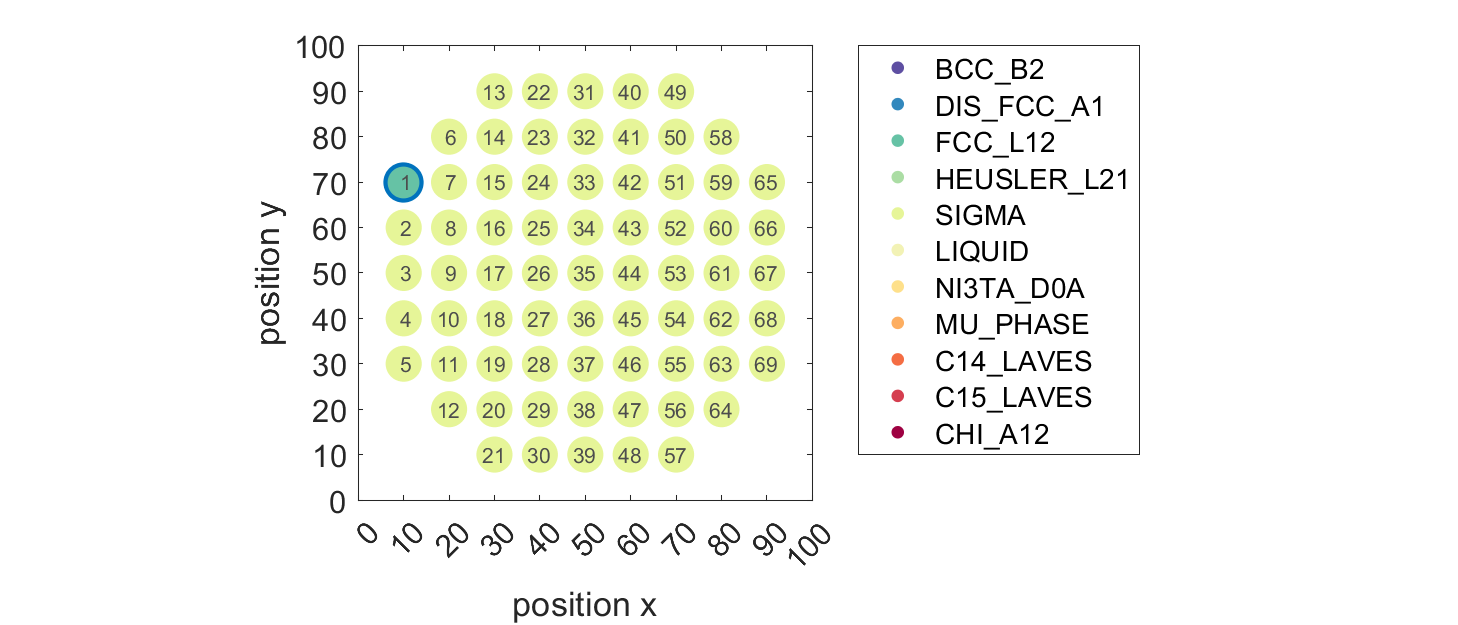 100
90
80
70
60
50
40
30
20
10
0
position y
13 22 31 40 49
6 14 23 32 41 50 58
1 7 15 24 33 42 51 59 65
2 8 16 25 34 43 52 60 66
3 9 17 26 35 44 53 61 67
4 10 18 27 36 45 54 62 68
5 11 19 28 37 46 55 63 69
12 20 29 38 47 56 64
21 30 39 48 57
0 10 20 30 40 50 60 70 80 90 100
position x
BCC_B2
DIS_FCC_A1
FCC_L12
HEUSLER_L21
SIGMA
LIQUID
NI3TA_D0A
MU_PHASE
C14_LAVES
C15_LAVES
CHI_A12